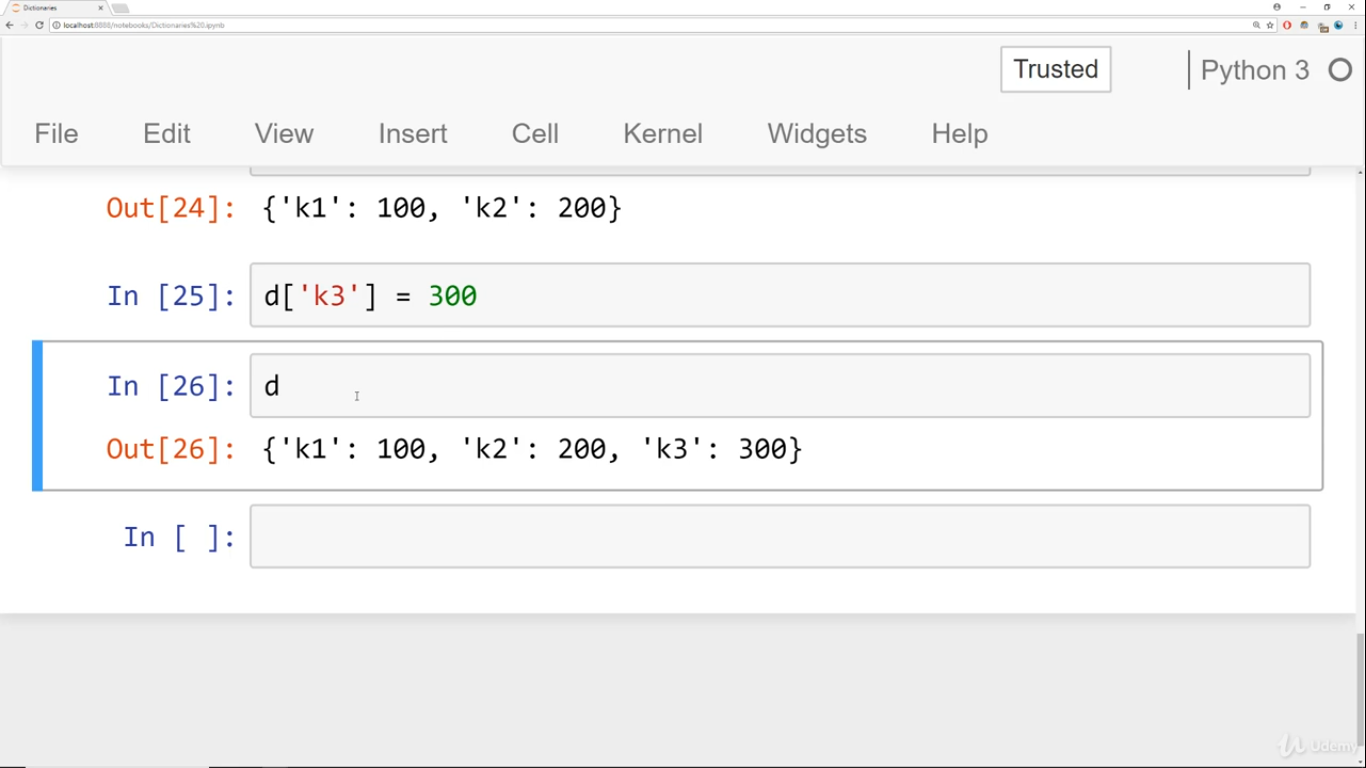 Dictionaries
localhost:8888/notebooks/Dictionaries%20.ipynb
Trusted
Python 3
File Edit View Insert Cell Kernel Widgets Help
Out[24]: {'k1': 100, 'k2': 200}
In [25]: d['k3'] = 300
In [26]: d
Out[26]: {'k1': 100, 'k2': 200, 'k3': 300}
In [ ]:
Udemy